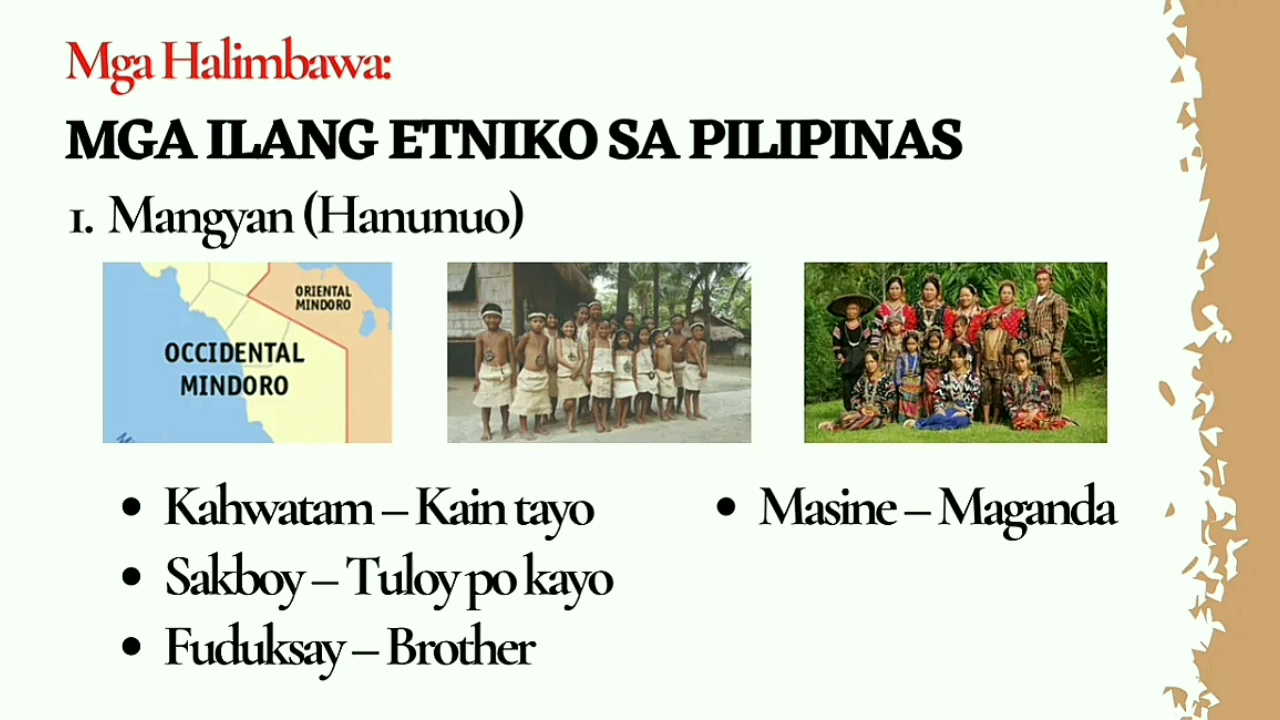 Mga Halimbawa:
MGA ILANG ETNIKO SA PILIPINAS
1. Mangyan (Hanunuo)
ORIENTAL
MINDORO
OCCIDENTAL
MINDORO
• Kahwatam – Kain tayo
• Sakboy – Tuloy po kayo
• Fuduksay – Brother
• Masine – Maganda